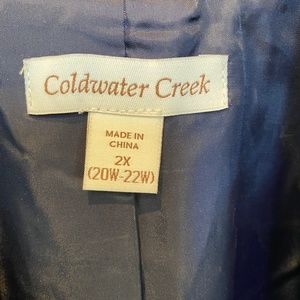 Coldwater Creek
MADE IN
CHINA
2X
(20W-22W)